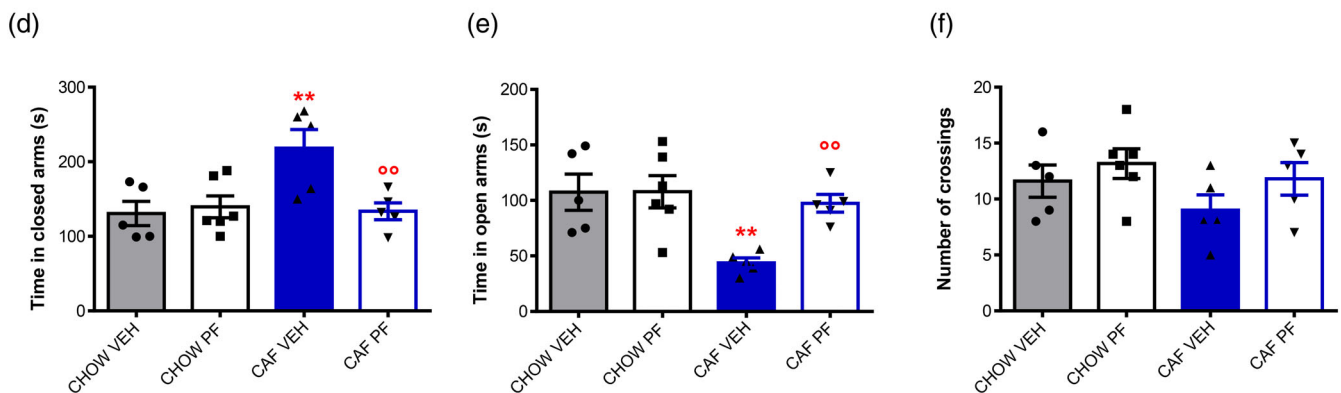 (d)
Time in closed arms (s)
300
200
100
0
**
°°
CHOW VEH
CHOW PF
CAF VEH
CAF PF
(e)
Time in open arms (s)
200
150
100
50
0
**
°°
CHOW VEH
CHOW PF
CAF VEH
CAF PF
(f)
Number of crossings
20
15
10
5
0
CHOW VEH
CHOW PF
CAF VEH
CAF PF